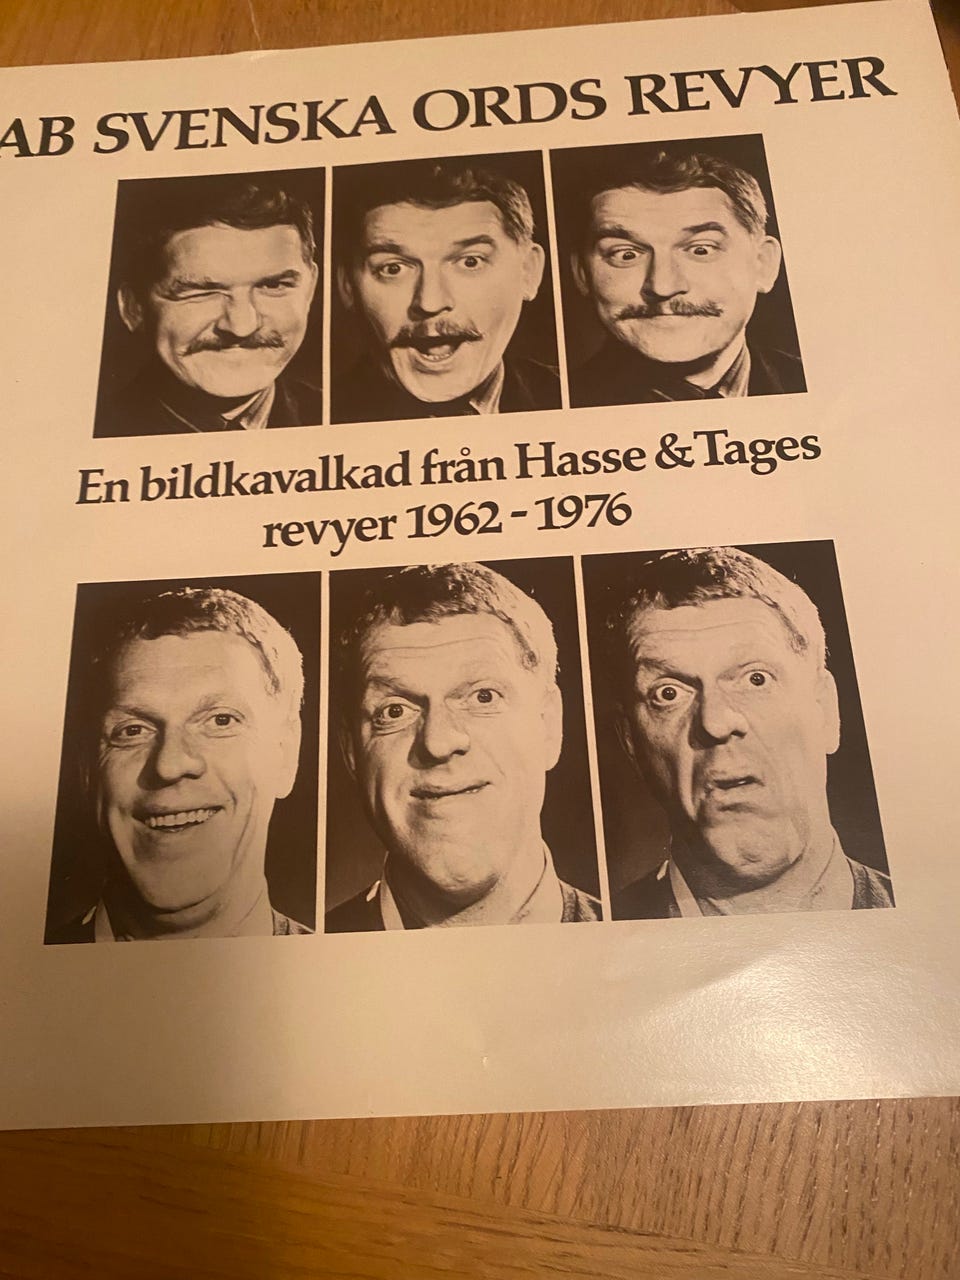 AB SVENSKA ORDS REVYER
En bildkavalkad från Hasse & Tages
revyer 1962 - 1976